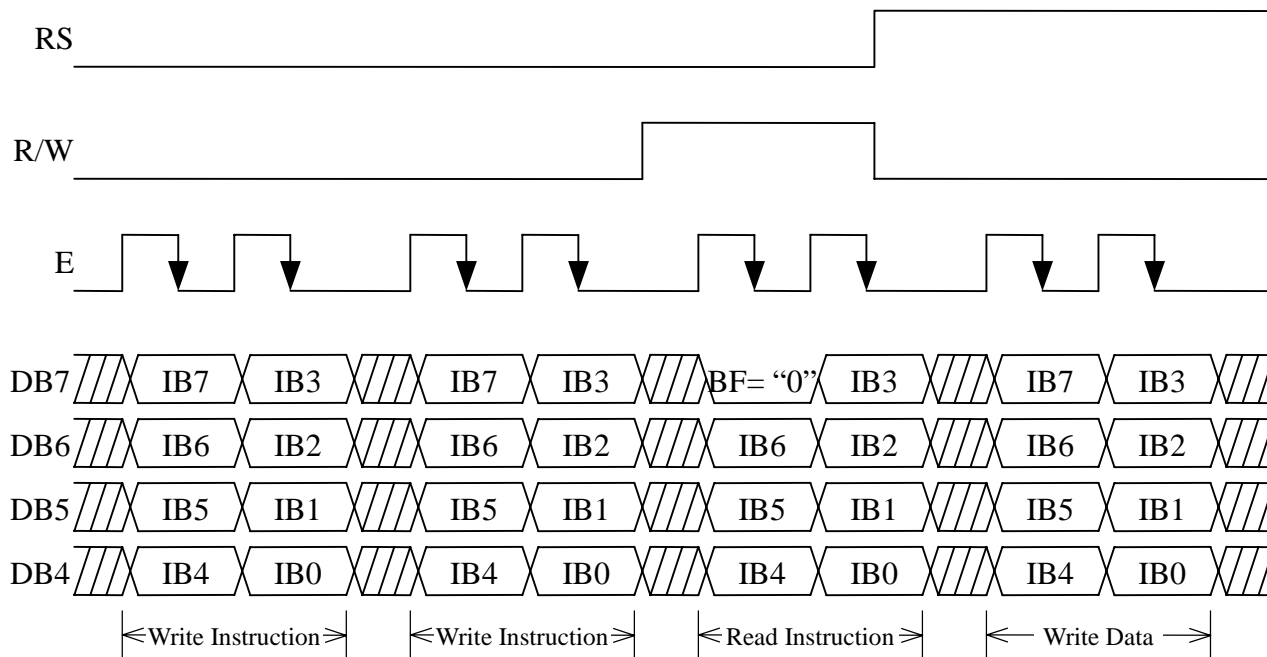 RS
R/W
E
DB7 IB7 IB3 IB7 IB3 BF= “0” IB3 IB7 IB3
DB6 IB6 IB2 IB6 IB2 IB6 IB2 IB6 IB2
DB5 IB5 IB1 IB5 IB1 IB5 IB1 IB5 IB1
DB4 IB4 IB0 IB4 IB0 IB4 IB0 IB4 IB0
Write Instruction Write Instruction Read Instruction Write Data